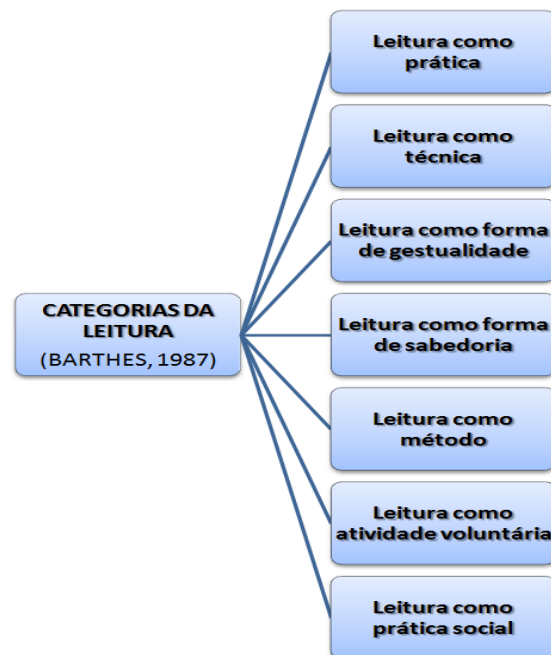 Leitura como
prática
Leitura como
técnica
Leitura como forma
de gestualidade
CATEGORIAS DA
LEITURA
(BARTHES, 1987)
Leitura como forma
de sabedoria
Leitura como
método
Leitura como
atividade voluntária
Leitura como
prática social